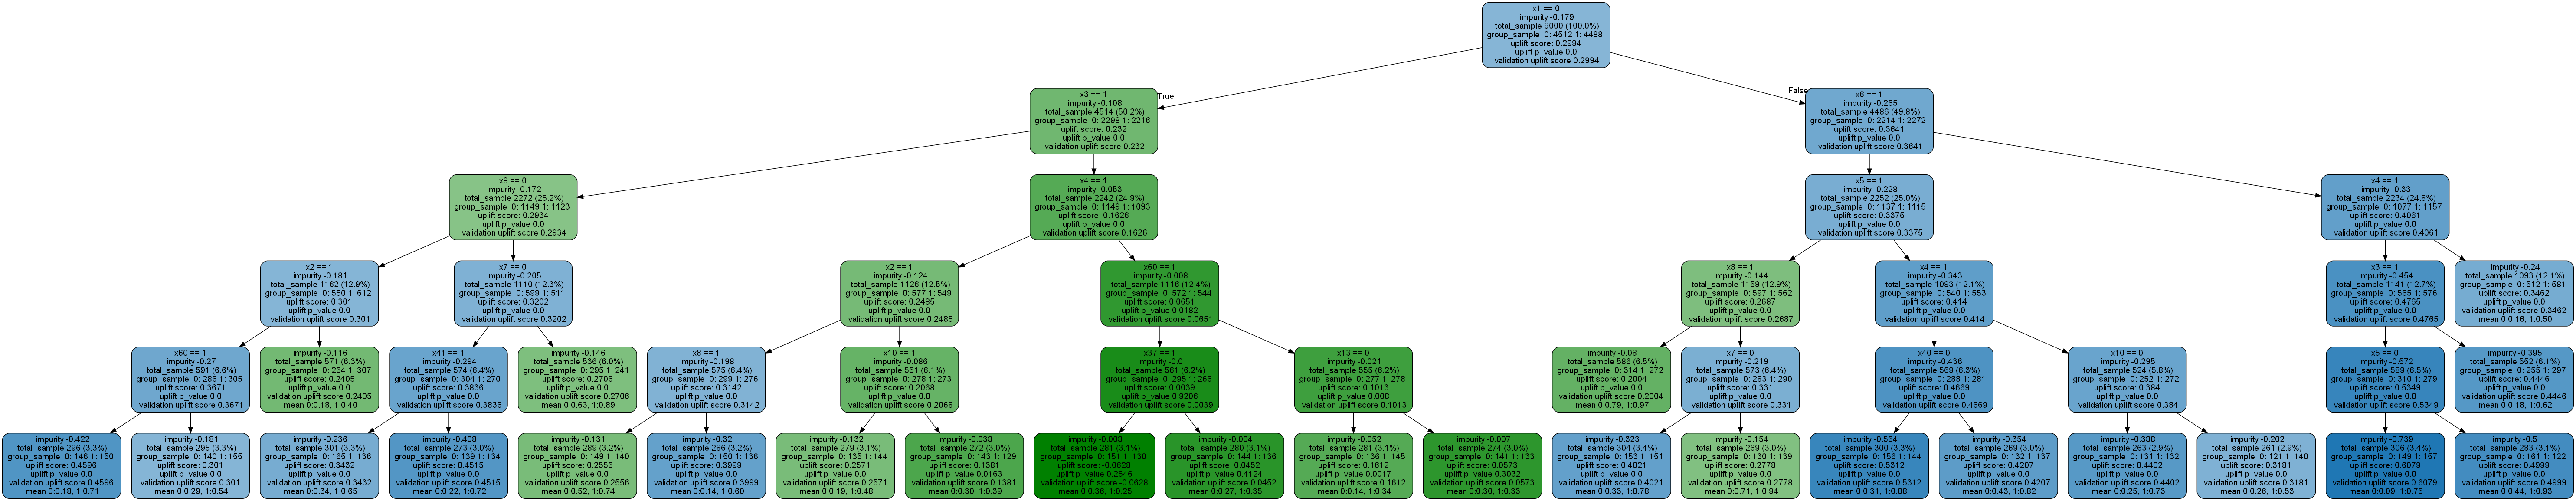 x1 == 0
impurity -0.179
total_sample 9000 (100.0%)
group_sample 0: 4512 1: 4488
uplift score: 0.2994
uplift p_value 0.0
validation uplift score 0.2994
True
False
x3 == 1
impurity -0.108
total_sample 4514 (50.2%)
group_sample 0: 2298 1: 2216
uplift score: 0.232
uplift p_value 0.0
validation uplift score 0.232
x6 == 1
impurity -0.265
total_sample 4486 (49.8%)
group_sample 0: 2214 1: 2272
uplift score: 0.3641
uplift p_value 0.0
validation uplift score 0.3641
x8 == 0
impurity -0.172
total_sample 2272 (25.2%)
group_sample 0: 1149 1: 1123
uplift score: 0.2934
uplift p_value 0.0
validation uplift score 0.2934
x4 == 1
impurity -0.053
total_sample 2242 (24.9%)
group_sample 0: 1149 1: 1093
uplift score: 0.1626
uplift p_value 0.0
validation uplift score 0.1626
x5 == 1
impurity -0.228
total_sample 2252 (25.0%)
group_sample 0: 1137 1: 1115
uplift score: 0.3375
uplift p_value 0.0
validation uplift score 0.3375
x4 == 1
impurity -0.33
total_sample 2234 (24.8%)
group_sample 0: 1077 1: 1157
uplift score: 0.4061
uplift p_value 0.0
validation uplift score 0.4061
x2 == 1
impurity -0.181
total_sample 1162 (12.9%)
group_sample 0: 550 1: 612
uplift score: 0.301
uplift p_value 0.0
validation uplift score 0.301
x7 == 0
impurity -0.205
total_sample 1110 (12.3%)
group_sample 0: 599 1: 511
uplift score: 0.3202
uplift p_value 0.0
validation uplift score 0.3202
x2 == 1
impurity -0.124
total_sample 1126 (12.5%)
group_sample 0: 577 1: 549
uplift score: 0.2485
uplift p_value 0.0
validation uplift score 0.2485
x60 == 1
impurity -0.008
total_sample 1116 (12.4%)
group_sample 0: 572 1: 544
uplift score: 0.0651
uplift p_value 0.0182
validation uplift score 0.0651
x8 == 1
impurity -0.144
total_sample 1159 (12.9%)
group_sample 0: 597 1: 562
uplift score: 0.2687
uplift p_value 0.0
validation uplift score 0.2687
x4 == 1
impurity -0.343
total_sample 1093 (12.1%)
group_sample 0: 540 1: 553
uplift score: 0.414
uplift p_value 0.0
validation uplift score 0.414
x3 == 1
impurity -0.454
total_sample 1141 (12.7%)
group_sample 0: 565 1: 576
uplift score: 0.4765
uplift p_value 0.0
validation uplift score 0.4765
impurity -0.24
total_sample 1093 (12.1%)
group_sample 0: 512 1: 581
uplift score: 0.3462
uplift p_value 0.0
validation uplift score 0.3462
mean 0:0.16, 1:0.50
x60 == 1
impurity -0.27
total_sample 591 (6.6%)
group_sample 0: 286 1: 305
uplift score: 0.3671
uplift p_value 0.0
validation uplift score 0.3671
impurity -0.116
total_sample 571 (6.3%)
group_sample 0: 264 1: 307
uplift score: 0.2405
uplift p_value 0.0
validation uplift score 0.2405
mean 0:0.18, 1:0.40
x41 == 1
impurity -0.294
total_sample 574 (6.4%)
group_sample 0: 304 1: 270
uplift score: 0.3836
uplift p_value 0.0
validation uplift score 0.3836
impurity -0.146
total_sample 536 (6.0%)
group_sample 0: 295 1: 241
uplift score: 0.2706
uplift p_value 0.0
validation uplift score 0.2706
mean 0:0.63, 1:0.89
x8 == 1
impurity -0.198
total_sample 575 (6.4%)
group_sample 0: 299 1: 276
uplift score: 0.3142
uplift p_value 0.0
validation uplift score 0.3142
x10 == 1
impurity -0.086
total_sample 551 (6.1%)
group_sample 0: 278 1: 273
uplift score: 0.2068
uplift p_value 0.0
validation uplift score 0.2068
x37 == 1
impurity -0.0
total_sample 561 (6.2%)
group_sample 0: 295 1: 266
uplift score: 0.0039
uplift p_value 0.9206
validation uplift score 0.0039
x13 == 0
impurity -0.021
total_sample 555 (6.2%)
group_sample 0: 277 1: 278
uplift score: 0.1013
uplift p_value 0.008
validation uplift score 0.1013
impurity -0.08
total_sample 586 (6.5%)
group_sample 0: 314 1: 272
uplift score: 0.2004
uplift p_value 0.0
validation uplift score 0.2004
mean 0:0.79, 1:0.97
x7 == 0
impurity -0.219
total_sample 573 (6.4%)
group_sample 0: 283 1: 290
uplift score: 0.331
uplift p_value 0.0
validation uplift score 0.331
x40 == 0
impurity -0.436
total_sample 569 (6.3%)
group_sample 0: 288 1: 281
uplift score: 0.4669
uplift p_value 0.0
validation uplift score 0.4669
x10 == 0
impurity -0.295
total_sample 524 (5.8%)
group_sample 0: 252 1: 272
uplift score: 0.384
uplift p_value 0.0
validation uplift score 0.384
x5 == 0
impurity -0.572
total_sample 589 (6.5%)
group_sample 0: 310 1: 279
uplift score: 0.5349
uplift p_value 0.0
validation uplift score 0.5349
impurity -0.395
total_sample 552 (6.1%)
group_sample 0: 255 1: 297
uplift score: 0.4446
uplift p_value 0.0
validation uplift score 0.4446
mean 0:0.18, 1:0.62
impurity -0.422
total_sample 296 (3.3%)
group_sample 0: 146 1: 150
uplift score: 0.4596
uplift p_value 0.0
validation uplift score 0.4596
mean 0:0.18, 1:0.71
impurity -0.181
total_sample 295 (3.3%)
group_sample 0: 140 1: 155
uplift score: 0.301
uplift p_value 0.0
validation uplift score 0.301
mean 0:0.29, 1:0.54
impurity -0.236
total_sample 301 (3.3%)
group_sample 0: 165 1: 136
uplift score: 0.3432
uplift p_value 0.0
validation uplift score 0.3432
mean 0:0.34, 1:0.65
impurity -0.408
total_sample 273 (3.0%)
group_sample 0: 139 1: 134
uplift score: 0.4515
uplift p_value 0.0
validation uplift score 0.4515
mean 0:0.22, 1:0.72
impurity -0.131
total_sample 289 (3.2%)
group_sample 0: 149 1: 140
uplift score: 0.2556
uplift p_value 0.0
validation uplift score 0.2556
mean 0:0.52, 1:0.74
impurity -0.32
total_sample 286 (3.2%)
group_sample 0: 150 1: 136
uplift score: 0.3999
uplift p_value 0.0
validation uplift score 0.3999
mean 0:0.14, 1:0.60
impurity -0.132
total_sample 279 (3.1%)
group_sample 0: 135 1: 144
uplift score: 0.2571
uplift p_value 0.0
validation uplift score 0.2571
mean 0:0.19, 1:0.48
impurity -0.038
total_sample 272 (3.0%)
group_sample 0: 143 1: 129
uplift score: 0.1381
uplift p_value 0.0163
validation uplift score 0.1381
mean 0:0.30, 1:0.39
impurity -0.008
total_sample 281 (3.1%)
group_sample 0: 151 1: 130
uplift score: -0.0628
uplift p_value 0.2546
validation uplift score -0.0628
mean 0:0.36, 1:0.25
impurity -0.004
total_sample 280 (3.1%)
group_sample 0: 144 1: 136
uplift score: 0.0452
uplift p_value 0.4124
validation uplift score 0.0452
mean 0:0.27, 1:0.35
impurity -0.052
total_sample 281 (3.1%)
group_sample 0: 136 1: 145
uplift score: 0.1612
uplift p_value 0.0017
validation uplift score 0.1612
mean 0:0.14, 1:0.34
impurity -0.007
total_sample 274 (3.0%)
group_sample 0: 141 1: 133
uplift score: 0.0573
uplift p_value 0.3032
validation uplift score 0.0573
mean 0:0.30, 1:0.33
impurity -0.323
total_sample 304 (3.4%)
group_sample 0: 153 1: 151
uplift score: 0.4021
uplift p_value 0.0
validation uplift score 0.4021
mean 0:0.33, 1:0.78
impurity -0.154
total_sample 269 (3.0%)
group_sample 0: 130 1: 139
uplift score: 0.2778
uplift p_value 0.0
validation uplift score 0.2778
mean 0:0.71, 1:0.94
impurity -0.564
total_sample 300 (3.3%)
group_sample 0: 156 1: 144
uplift score: 0.5312
uplift p_value 0.0
validation uplift score 0.5312
mean 0:0.31, 1:0.88
impurity -0.354
total_sample 269 (3.0%)
group_sample 0: 132 1: 137
uplift score: 0.4207
uplift p_value 0.0
validation uplift score 0.4207
mean 0:0.43, 1:0.82
impurity -0.388
total_sample 263 (2.9%)
group_sample 0: 131 1: 132
uplift score: 0.4402
uplift p_value 0.0
validation uplift score 0.4402
mean 0:0.25, 1:0.73
impurity -0.202
total_sample 261 (2.9%)
group_sample 0: 121 1: 140
uplift score: 0.3181
uplift p_value 0.0
validation uplift score 0.3181
mean 0:0.26, 1:0.53
impurity -0.739
total_sample 306 (3.4%)
group_sample 0: 149 1: 157
uplift score: 0.6079
uplift p_value 0.0
validation uplift score 0.6079
mean 0:0.09, 1:0.75
impurity -0.5
total_sample 283 (3.1%)
group_sample 0: 161 1: 122
uplift score: 0.4999
uplift p_value 0.0
validation uplift score 0.4999
mean 0:0.44, 1:0.93